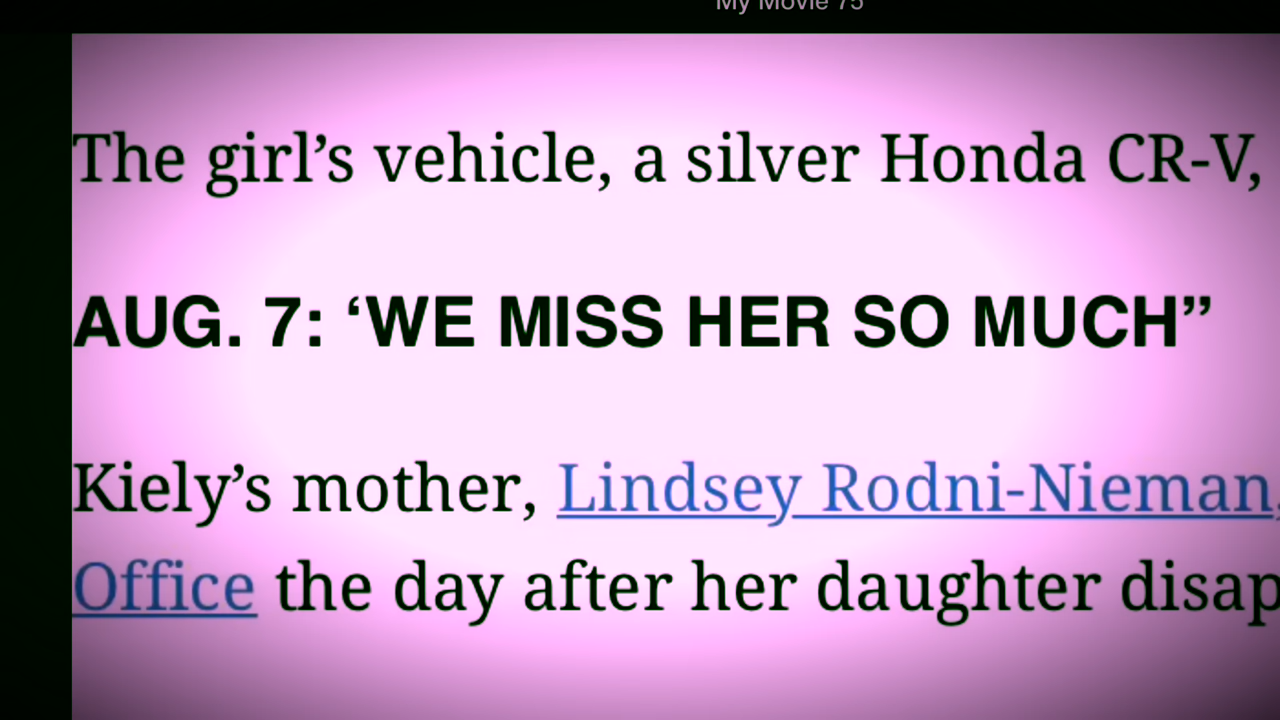 My Movie 75
The girl’s vehicle, a silver Honda CR-V,
AUG. 7: ‘WE MISS HER SO MUCH”
Kiely’s mother, Lindsey Rodni-Nieman,
Office the day after her daughter disap